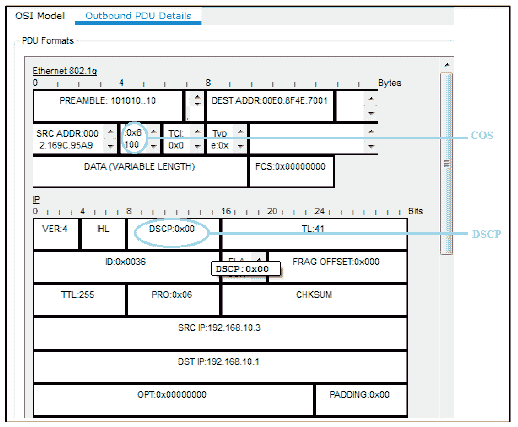 OSI Model Outbound PDU Details
PDU Formats
Ethernet 802.1q
0 4 8 Bytes
PREAMBLE: 101010..10 DEST ADDR:00E0.8F4E.7001
SRC ADDR:000 0x8 TCI: Typ
2.169C.95A9 100 0x0 e:0x
COS
DATA (VARIABLE LENGTH) FCS:0x00000000
IP
0 4 8 16 20 24 Bits
VER:4 HL DSCP:0x00 TL:41
DSCP
ID:0x0036 FRAG OFFSET:0x000
DSCP:0x00
TTL:255 PRO:0x06 CHKSUM
SRC IP:192.168.10.3
DST IP:192.168.10.1
OPT:0x00000000 PADDING:0x00